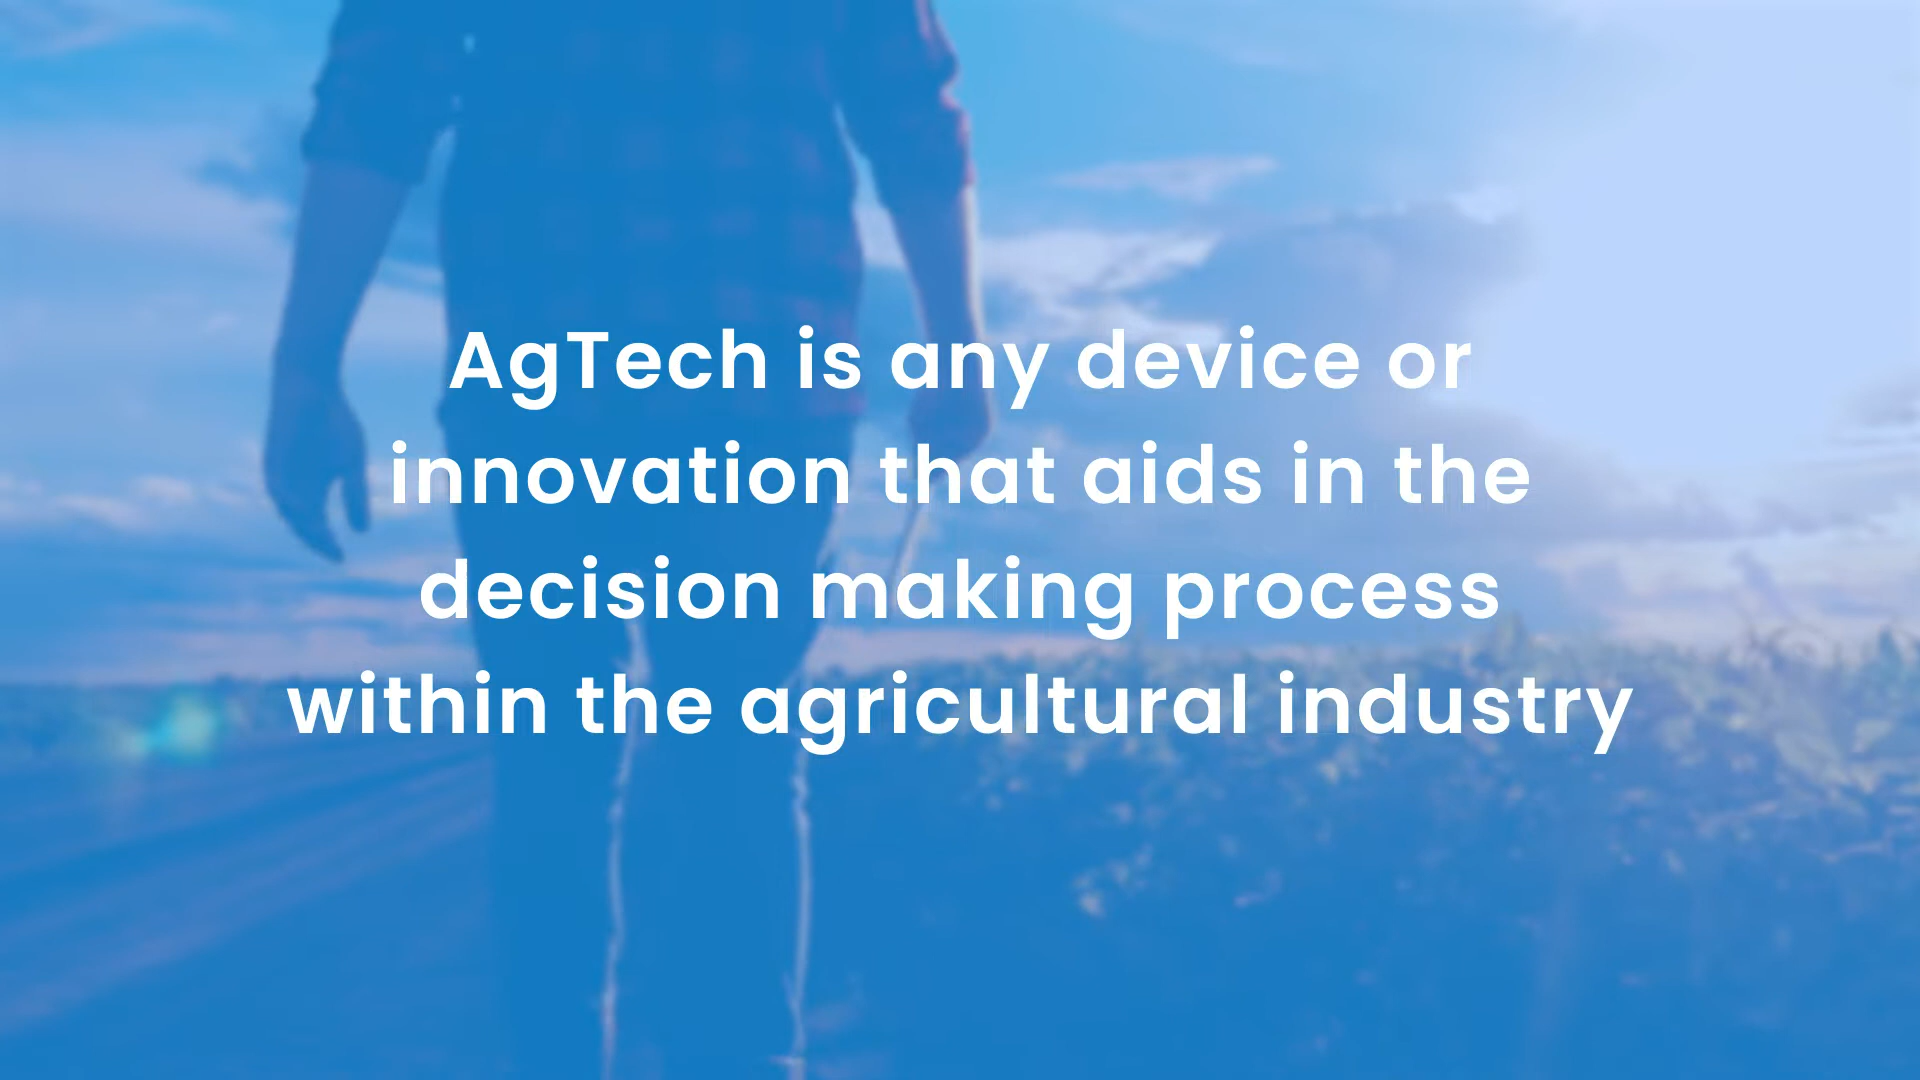 AgTech is any device or
innovation that aids in the
decision making process
within the agricultural industry